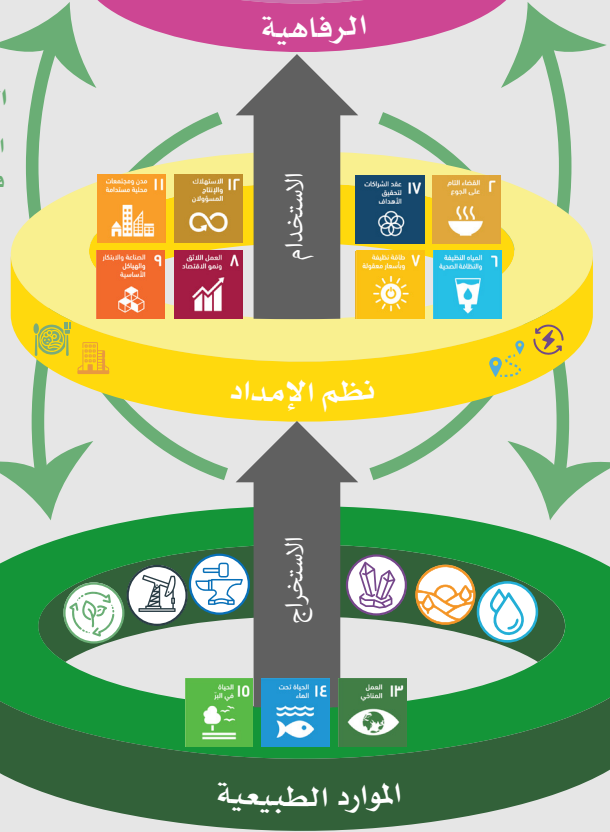 الرفاهية
الاستخدام
٢ القضاء التام
على الجوع
١٧ عقد الشراكات
لتحقيق
الأهداف
١٢ الاستهلاك
والإنتاج
المسؤولان
١١ مدن ومجتمعات
محلية مستدامة
٦ المياه النظيفة
والنظافة الصحية
٧ طاقة نظيفة
وبأسعار معقولة
٨ العمل اللائق
ونمو الاقتصاد
٩ الصناعة والابتكار
والهياكل
الأساسية
نظم الإمداد
الاستخراج
١٣ العمل
المناخي
١٤ الحياة تحت
الماء
١٥ الحياة
في البرّ
الموارد الطبيعية